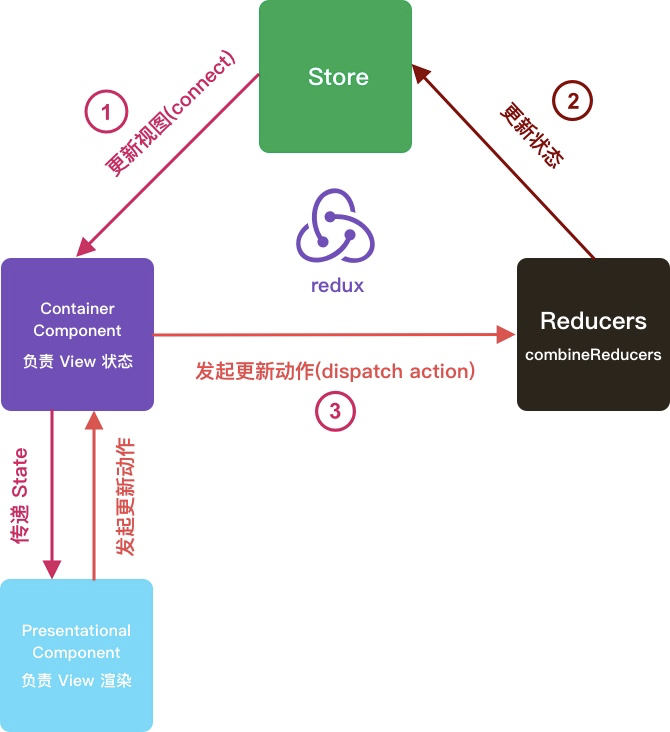 Store
1
更新视图(connect)
2
更新状态
redux
Container
Component
负责 View 状态
Reducers
combineReducers
发起更新动作(dispatch action)
3
传递 State
发起更新动作
Presentational
Component
负责 View 渲染